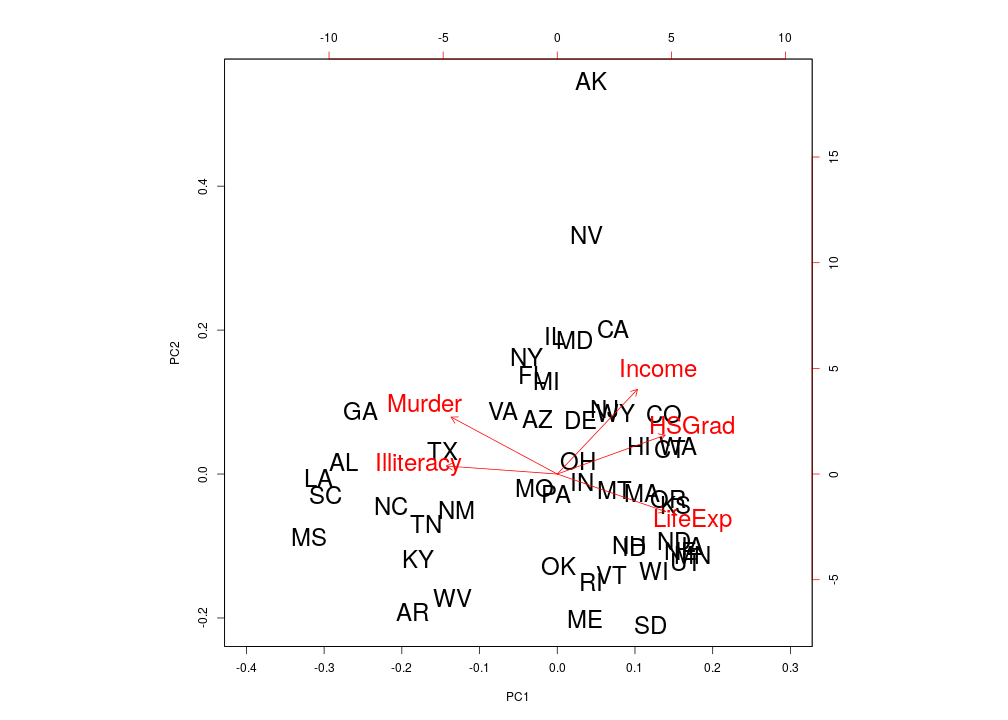 -10 -5 0 5 10
AK
15
0.4
NV
10
CA
IL MD
0.2
NY
FL MI
Income
5
Murder
GA VA AZ DE NJ WY CO
HSGrad
PC2
TX HI CT WA
AL Illiteracy OH
0.0 0
LA IN
SC MO PA MT MA OR KS
NC NM
TN LifeExp
MS
KY NH ID ND IA
NE MN
OK UT
RI VT WI -5
WV
AR ME SD
-0.2
-0.4 -0.3 -0.2 -0.1 0.0 0.1 0.2 0.3
PC1